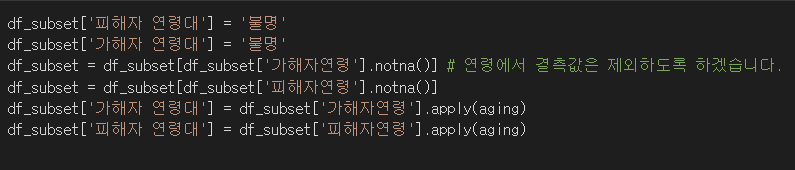 df_subset['피해자 연령대'] = '불명'
df_subset['가해자 연령대'] = '불명'
df_subset = df_subset[df_subset['가해자연령'].notna()] # 연령에서 결측값은 제외하도록 하겠습니다.
df_subset = df_subset[df_subset['피해자연령'].notna()]
df_subset['가해자 연령대'] = df_subset['가해자연령'].apply(aging)
df_subset['피해자 연령대'] = df_subset['피해자연령'].apply(aging)